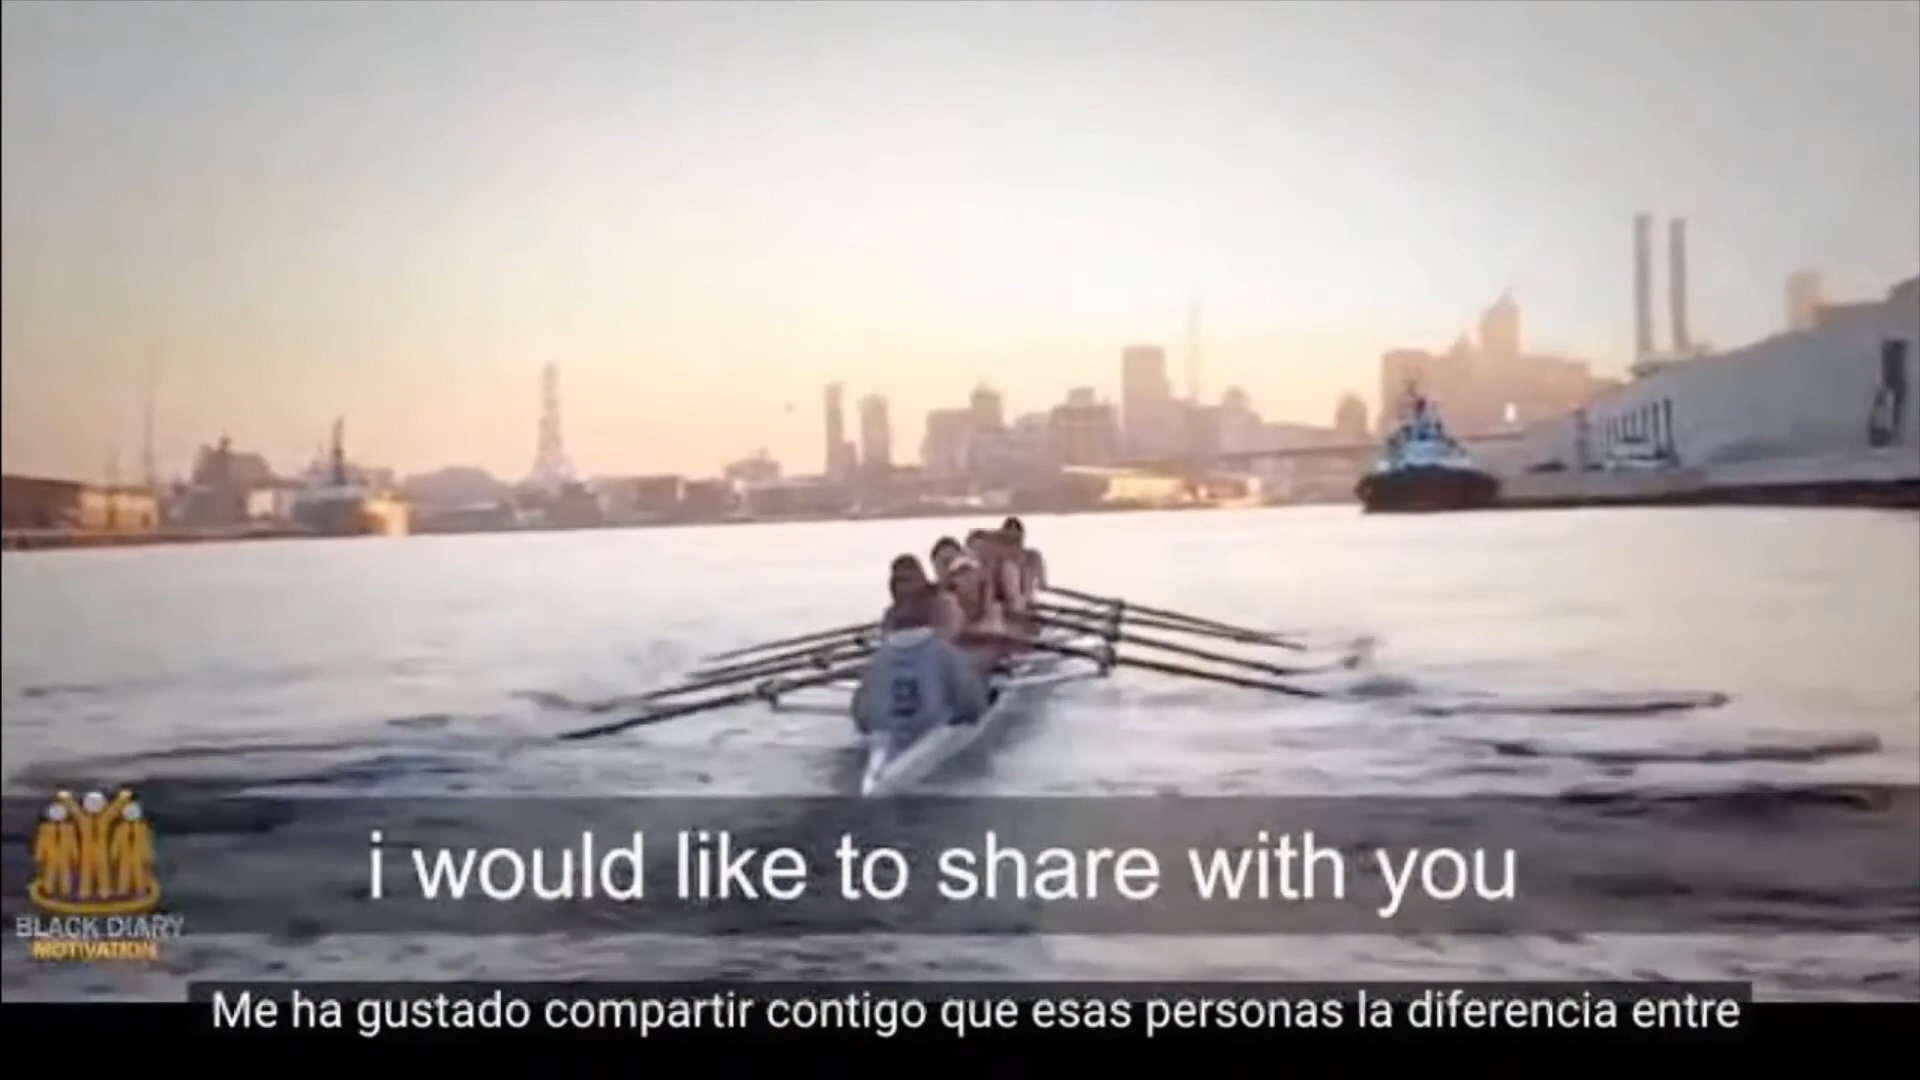 i would like to share with you
BLACK DIARY
MOTIVATION
Me ha gustado compartir contigo que esas personas la diferencia entre